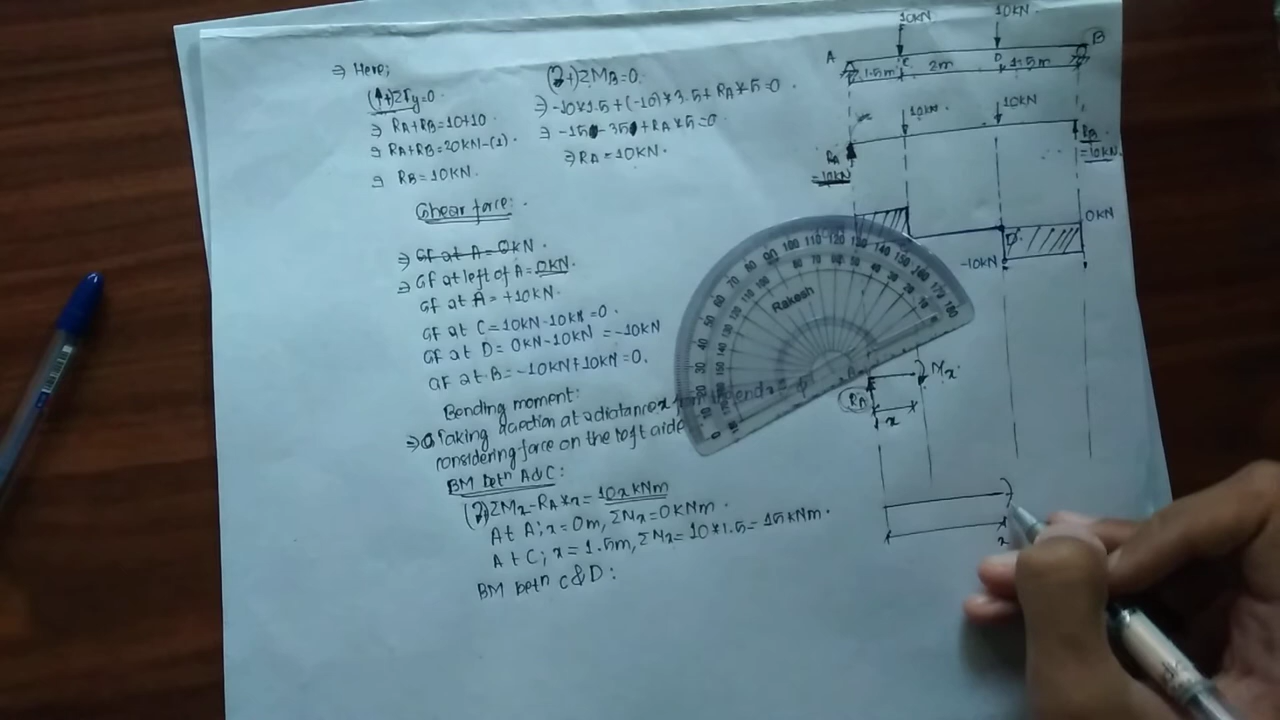 ⇒ Here;
(↑+)ΣFy=0.
⇒ RA+RB=10+10.
⇒ RA+RB=20KN-(1).
⇒ RB=10KN.
(+)ΣMB=0.
⇒ -10*1.5+(-10)*3.5+RA*5=0.
⇒ -15-35+RA*5=0
⇒ RA=10KN.
Shear force:
⇒ SF at A=0KN.
⇒ SF at left of A=0KN.
SF at A=+10KN.
SF at C=10KN-10KN=0.
SF at D=0KN-10KN=-10KN
SF at B=-10KN+10KN=0.
Bending moment:
⇒ Taking section at a distance x from the end
considering force on the left side
BM betn A&C:
ΣMx=RA*x=10xKNm
At A; x=0m, ΣMx=0KNm.
At C; x=1.5m, ΣMx=10*1.5=15KNm.
BM betn C&D:
10KN
10KN
A
C
D
B
1.5m
2m
1.5m
10KN
10KN
RA
=10KN
RB
=10KN
0KN
D
-10KN
Rakesh
RA
Mx
x
x